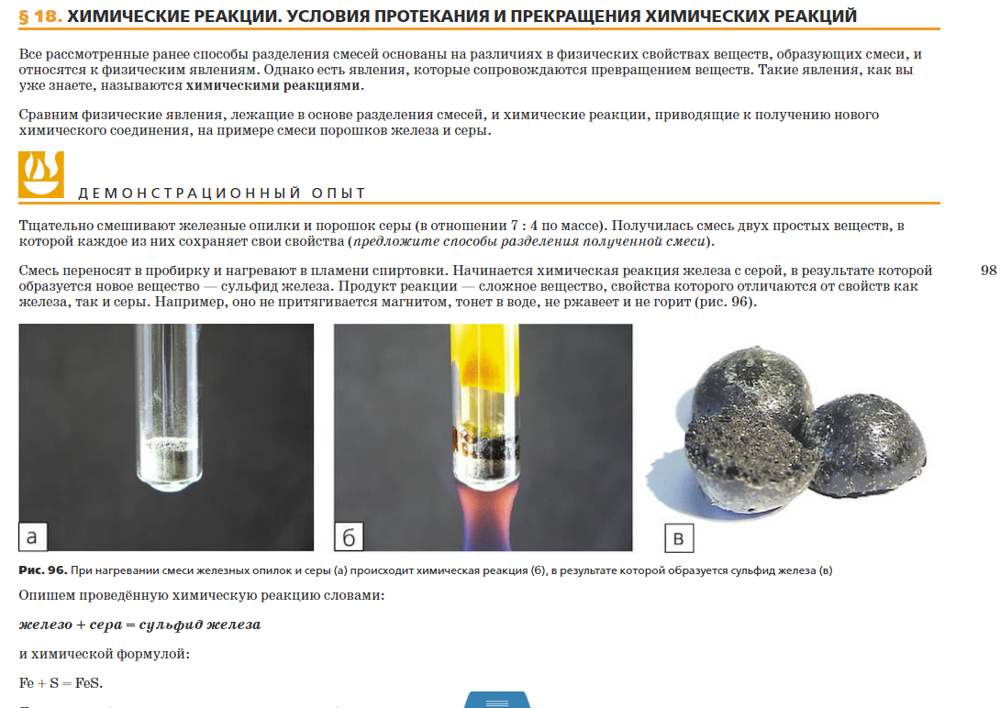 § 18. ХИМИЧЕСКИЕ РЕАКЦИИ. УСЛОВИЯ ПРОТЕКАНИЯ И ПРЕКРАЩЕНИЯ ХИМИЧЕСКИХ РЕАКЦИЙ
Все рассмотренные ранее способы разделения смесей основаны на различиях в физических свойствах веществ, образующих смеси, и
относятся к физическим явлениям. Однако есть явления, которые сопровождаются превращением веществ. Такие явления, как вы
уже знаете, называются химическими реакциями.
Сравним физические явления, лежащие в основе разделения смесей, и химические реакции, приводящие к получению нового
химического соединения, на примере смеси порошков железа и серы.
ДЕМОНСТРАЦИОННЫЙ ОПЫТ
Тщательно смешивают железные опилки и порошок серы (в отношении 7 : 4 по массе). Получилась смесь двух простых веществ, в
которой каждое из них сохраняет свои свойства (предложите способы разделения полученной смеси).
Смесь переносят в пробирку и нагревают в пламени спиртовки. Начинается химическая реакция железа с серой, в результате которой
98
образуется новое вещество — сульфид железа. Продукт реакции — сложное вещество, свойства которого отличаются от свойств как
железа, так и серы. Например, оно не притягивается магнитом, тонет в воде, не ржавеет и не горит (рис. 96).
а
б
в
Рис. 96. При нагревании смеси железных опилок и серы (а) происходит химическая реакция (б), в результате которой образуется сульфид железа (в)
Опишем проведённую химическую реакцию словами:
железо + сера = сульфид железа
и химической формулой:
Fe + S = FeS.